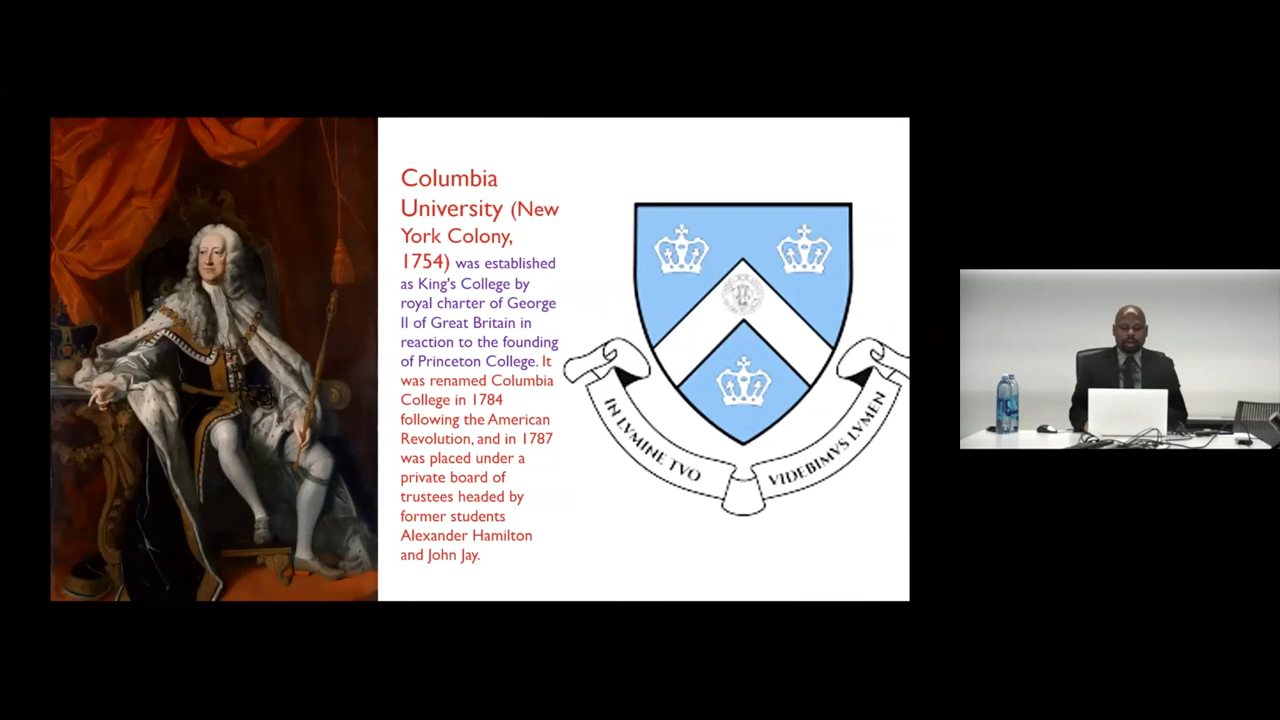 Columbia
University (New
York Colony,
1754) was established
as King's College by
royal charter of George
II of Great Britain in
reaction to the founding
of Princeton College. It
was renamed Columbia
College in 1784
following the American
Revolution, and in 1787
was placed under a
private board of
trustees headed by
former students
Alexander Hamilton
and John Jay.
IN LVMINE TVO
VIDEBIMVS LVMEN